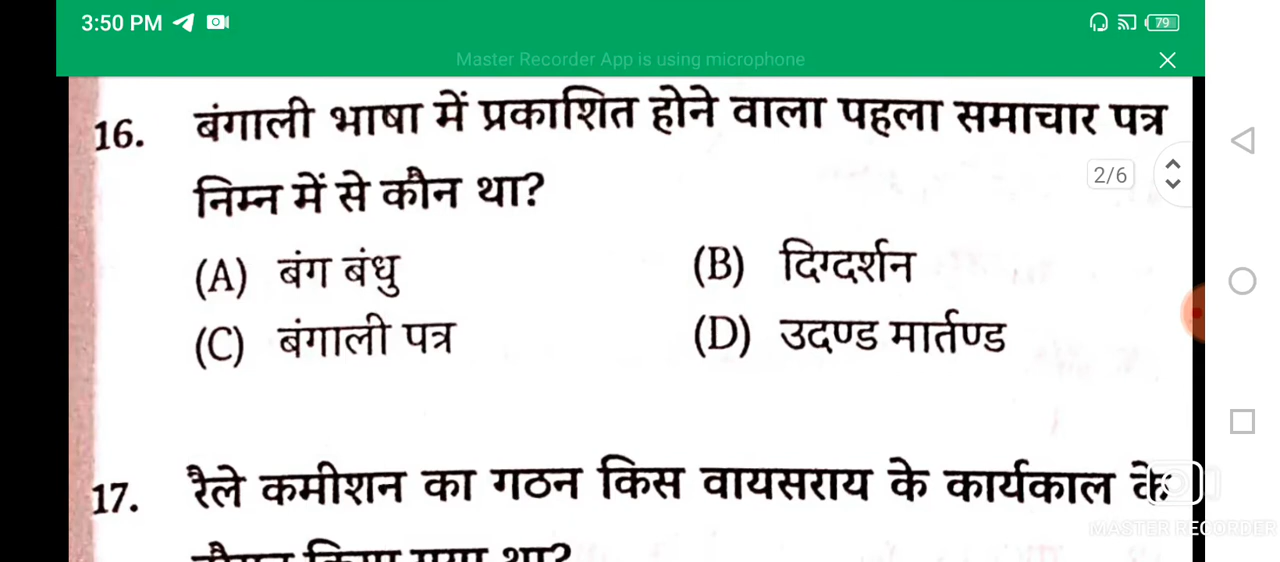 3:50 PM 79
Master Recorder App is using microphone
16. बंगाली भाषा में प्रकाशित होने वाला पहला समाचार पत्र
2/6
निम्न में से कौन था?
(A) बंग बंधु (B) दिग्दर्शन
(C) बंगाली पत्र (D) उदण्ड मार्तण्ड
17. रैले कमीशन का गठन किस वायसराय के कार्यकाल के
MASTER RECORDER
दौरान किया गया था?